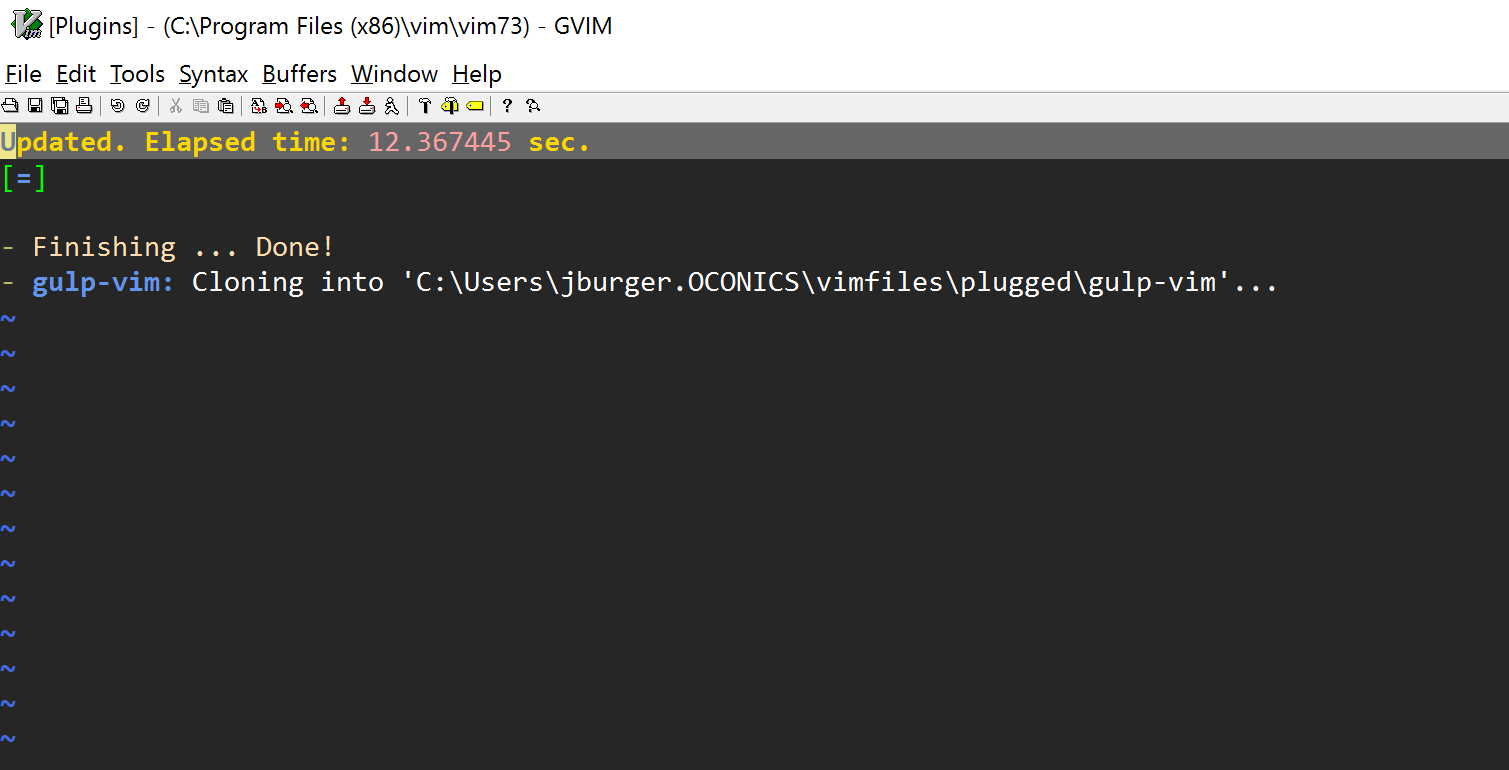 [Plugins] - (C:\Program Files (x86)\vim\vim73) - GVIM
File Edit Tools Syntax Buffers Window Help
Updated. Elapsed time: 12.367445 sec.
[=]
- Finishing ... Done!
- gulp-vim: Cloning into 'C:\Users\jburger.OCONICS\vimfiles\plugged\gulp-vim'...
~
~
~
~
~
~
~
~
~
~
~
~
~